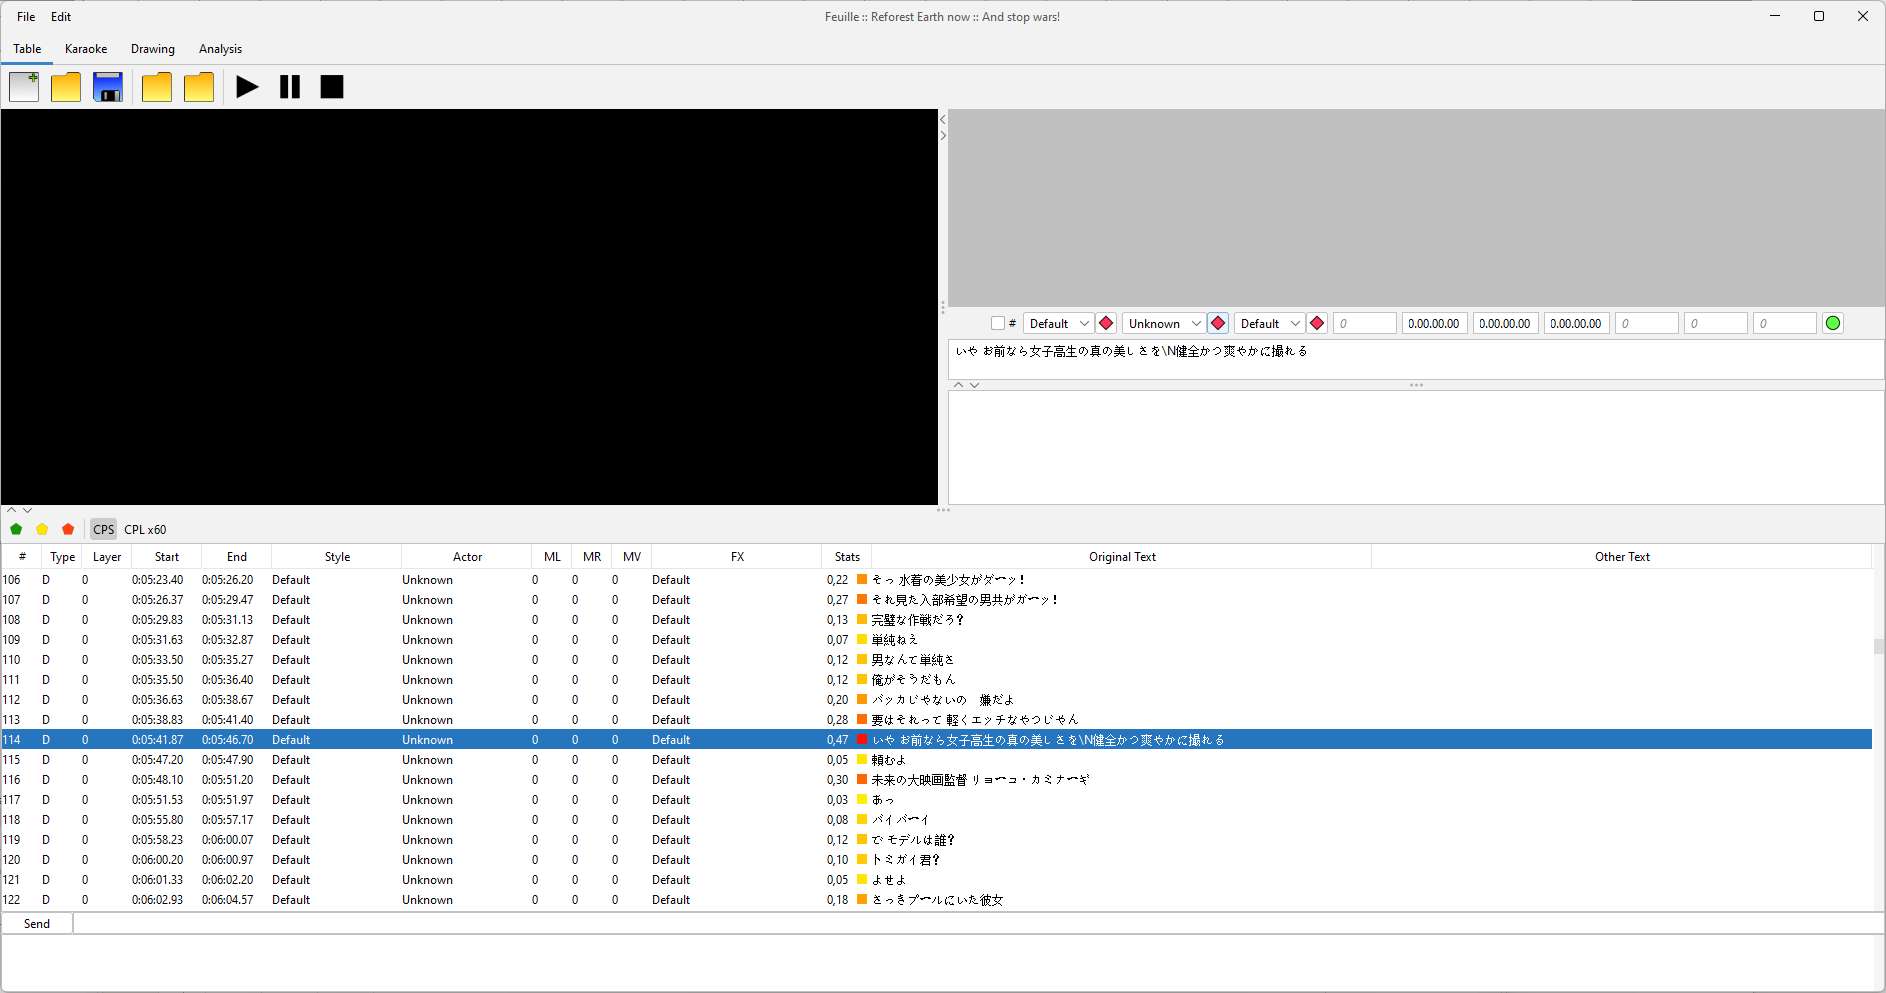 File Edit
Feuille :: Reforest Earth now :: And stop wars!
Table Karaoke Drawing Analysis
# Default Unknown Default 0 0.00.00.00 0.00.00.00 0.00.00.00 0 0 0
いや お前なら女子高生の真の美しさを\N健全かつ爽やかに撮れる
CPS CPL x60
# Type Layer Start End Style Actor ML MR MV FX Stats Original Text Other Text
106 D 0 0:05:23.40 0:05:26.20 Default Unknown 0 0 0 Default 0,22 そっ 水着の美少女がダーッ!
107 D 0 0:05:26.37 0:05:29.47 Default Unknown 0 0 0 Default 0,27 それ見た入部希望の男共がガーッ!
108 D 0 0:05:29.83 0:05:31.13 Default Unknown 0 0 0 Default 0,13 完璧な作戦だろ?
109 D 0 0:05:31.63 0:05:32.87 Default Unknown 0 0 0 Default 0,07 単純ねえ
110 D 0 0:05:33.50 0:05:35.27 Default Unknown 0 0 0 Default 0,12 男なんて単純さ
111 D 0 0:05:35.50 0:05:36.40 Default Unknown 0 0 0 Default 0,12 俺がそうだもん
112 D 0 0:05:36.63 0:05:38.67 Default Unknown 0 0 0 Default 0,20 バッカじゃないの　嫌だよ
113 D 0 0:05:38.83 0:05:41.40 Default Unknown 0 0 0 Default 0,28 要はそれって 軽くエッチなやつじゃん
114 D 0 0:05:41.87 0:05:46.70 Default Unknown 0 0 0 Default 0,47 いや お前なら女子高生の真の美しさを\N健全かつ爽やかに撮れる
115 D 0 0:05:47.20 0:05:47.90 Default Unknown 0 0 0 Default 0,05 頼むよ
116 D 0 0:05:48.10 0:05:51.20 Default Unknown 0 0 0 Default 0,30 未来の大映画監督 リョーコ・カミナーギ
117 D 0 0:05:51.53 0:05:51.97 Default Unknown 0 0 0 Default 0,03 あっ
118 D 0 0:05:55.80 0:05:57.17 Default Unknown 0 0 0 Default 0,08 バイバーイ
119 D 0 0:05:58.23 0:06:00.07 Default Unknown 0 0 0 Default 0,12 で モデルは誰?
120 D 0 0:06:00.20 0:06:00.97 Default Unknown 0 0 0 Default 0,10 トミガイ君?
121 D 0 0:06:01.33 0:06:02.20 Default Unknown 0 0 0 Default 0,05 よせよ
122 D 0 0:06:02.93 0:06:04.57 Default Unknown 0 0 0 Default 0,18 さっきプールにいた彼女
Send